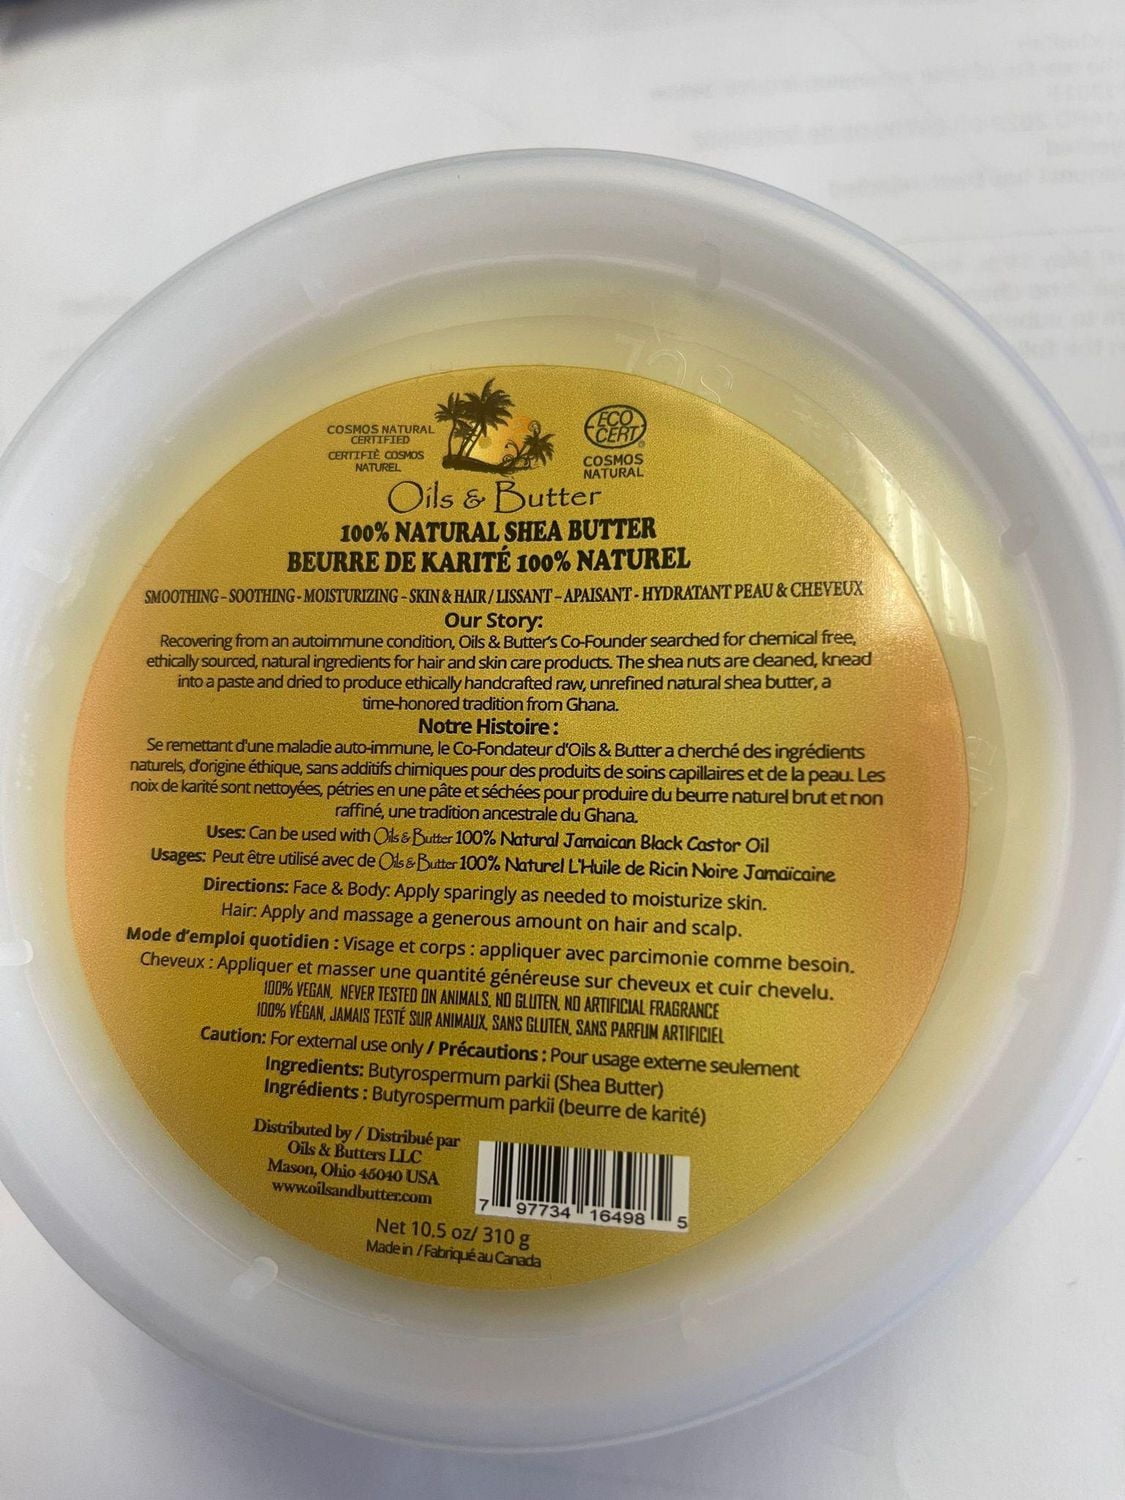 COSMOS NATURAL
CERTIFIED
CERTIFIÈ COSMOS
NATUREL
ECO
CERT
COSMOS
NATURAL
Oils & Butter
100% NATURAL SHEA BUTTER
BEURRE DE KARITÉ 100% NATUREL
SMOOTHING – SOOTHING - MOISTURIZING – SKIN & HAIR / LISSANT – APAISANT - HYDRATANT PEAU & CHEVEUX
Our Story:
Recovering from an autoimmune condition, Oils & Butter's Co-Founder searched for chemical free,
ethically sourced, natural ingredients for hair and skin care products. The shea nuts are cleaned, knead
into a paste and dried to produce ethically handcrafted raw, unrefined natural shea butter, a
time-honored tradition from Ghana.
Notre Histoire :
Se remettant d'une maladie auto-immune, le Co-Fondateur d'Oils & Butter a cherché des ingrédients
naturels, d'origine éthique, sans additifs chimiques pour des produits de soins capillaires et de la peau. Les
noix de karité sont nettoyées, pétries en une pâte et séchées pour produire du beurre naturel brut et non
raffiné, une tradition ancestrale du Ghana.
Uses: Can be used with Oils & Butter 100% Natural Jamaican Black Castor Oil
Usages: Peut être utilisé avec de Oils & Butter 100% Naturel L'Huile de Ricin Noire Jamaïcaine
Directions: Face & Body: Apply sparingly as needed to moisturize skin.
Hair: Apply and massage a generous amount on hair and scalp.
Mode d'emploi quotidien : Visage et corps : appliquer avec parcimonie comme besoin.
Cheveux : Appliquer et masser une quantité généreuse sur cheveux et cuir chevelu.
100% VEGAN, NEVER TESTED ON ANIMALS, NO GLUTEN, NO ARTIFICIAL FRAGRANCE
100% VÉGAN, JAMAIS TESTÉ SUR ANIMAUX, SANS GLUTEN, SANS PARFUM ARTIFICIEL
Caution: For external use only / Précautions : Pour usage externe seulement
Ingredients: Butyrospermum parkii (Shea Butter)
Ingrédients : Butyrospermum parkii (beurre de karité)
Distributed by / Distribué par
Oils & Butters LLC
Mason, Ohio 45040 USA
www.oilsandbutter.com
7 97734 16498 5
Net 10.5 oz/ 310 g
Made in / Fabriqué au Canada